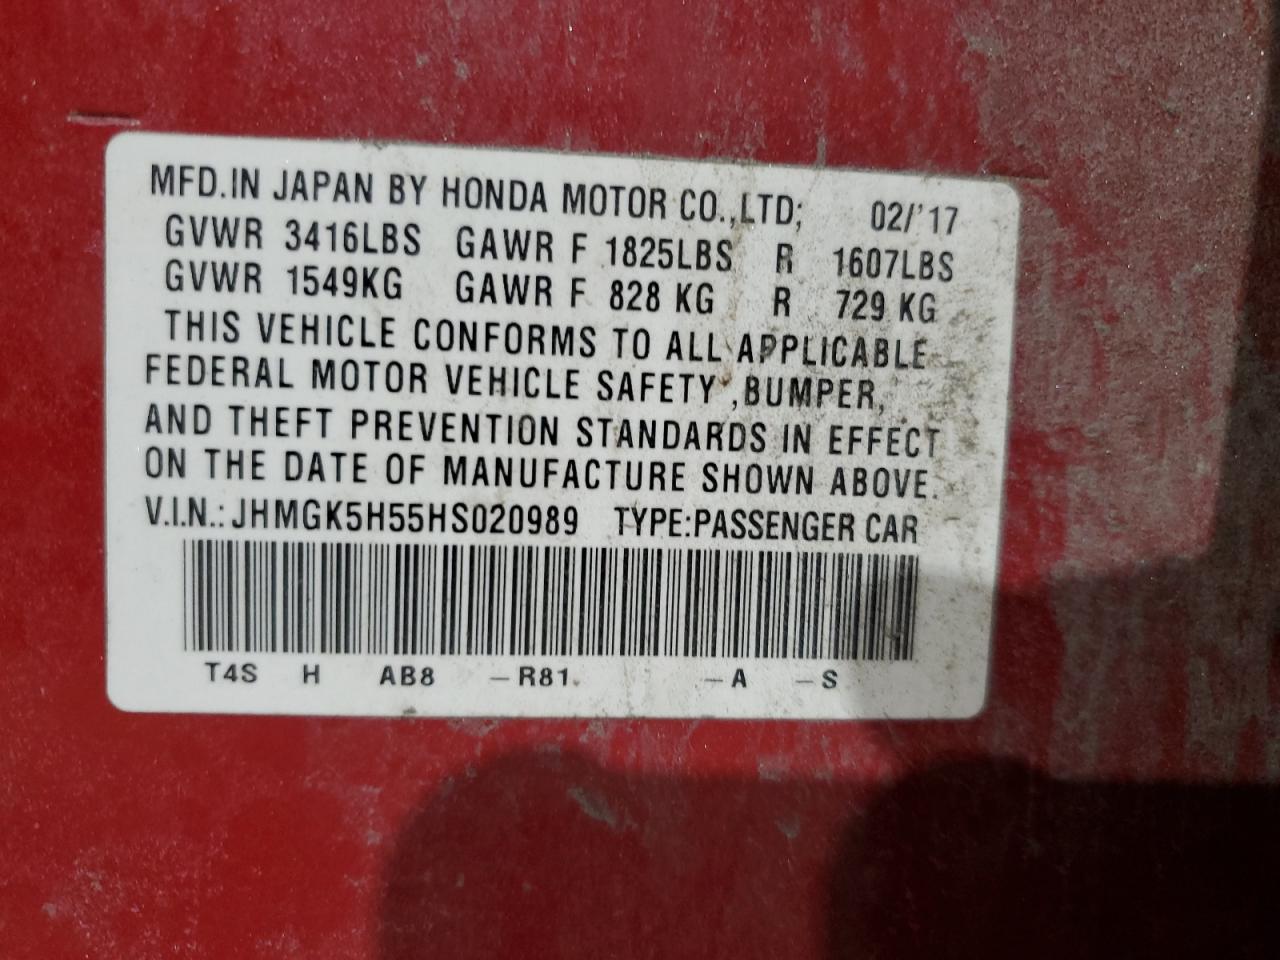 MFD.IN JAPAN BY HONDA MOTOR CO.,LTD; 02/'17
GVWR 3416LBS GAWR F 1825LBS R 1607LBS
GVWR 1549KG GAWR F 828 KG R 729 KG
THIS VEHICLE CONFORMS TO ALL APPLICABLE
FEDERAL MOTOR VEHICLE SAFETY ,BUMPER,
AND THEFT PREVENTION STANDARDS IN EFFECT
ON THE DATE OF MANUFACTURE SHOWN ABOVE.
V.I.N.: JHMGK5H55HS020989 TYPE:PASSENGER CAR
T4S H AB8 –R81 –A –S